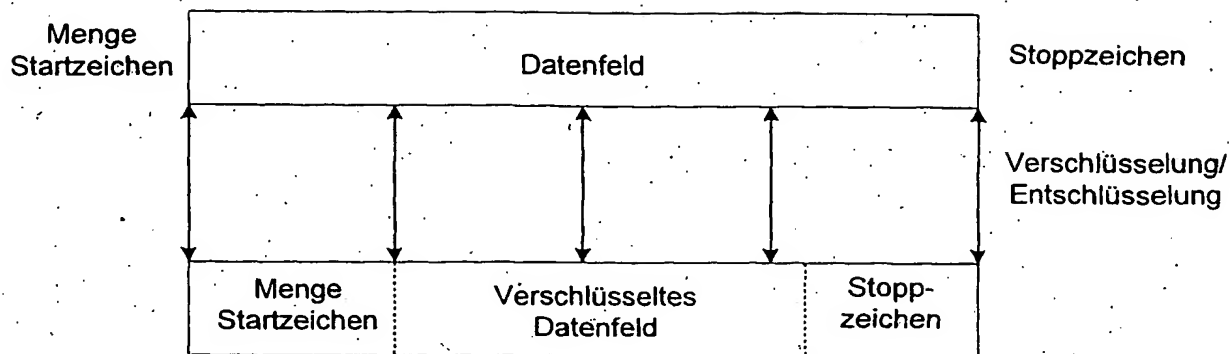 Menge
Startzeichen
Datenfeld
Stoppzeichen
Verschlüsselung/
Entschlüsselung
Menge
Startzeichen
Verschlüsseltes
Datenfeld
Stopp-
zeichen